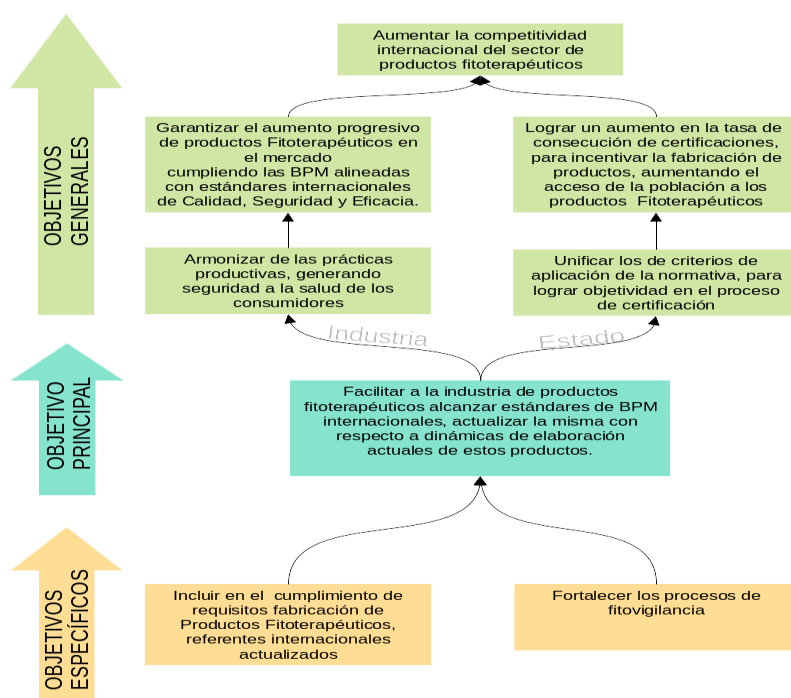 Aumentar la competitividad
internacional del sector de
productos fitoterapéuticos
OBJETIVOS
GENERALES
Garantizar el aumento progresivo
de productos Fitoterapéuticos en
el mercado
cumpliendo las BPM alineadas
con estándares internacionales
de Calidad, Seguridad y Eficacia.
Lograr un aumento en la tasa de
consecución de certificaciones,
para incentivar la fabricación de
productos, aumentando el
acceso de la población a los
productos  Fitoterapéuticos
Armonizar de las prácticas
productivas, generando
seguridad a la salud de los
consumidores
Unificar los de criterios de
aplicación de la normativa, para
lograr objetividad en el proceso
de certificación
Industria
Estado
OBJETIVO
PRINCIPAL
Facilitar a la industria de productos
fitoterapéuticos alcanzar estándares de BPM
internacionales, actualizar la misma con
respecto a dinámicas de elaboración
actuales de estos productos.
OBJETIVOS
ESPECÍFICOS
Incluir en el  cumplimiento de
requisitos fabricación de
Productos Fitoterapéuticos,
referentes internacionales
actualizados
Fortalecer los procesos de
fitovigilancia